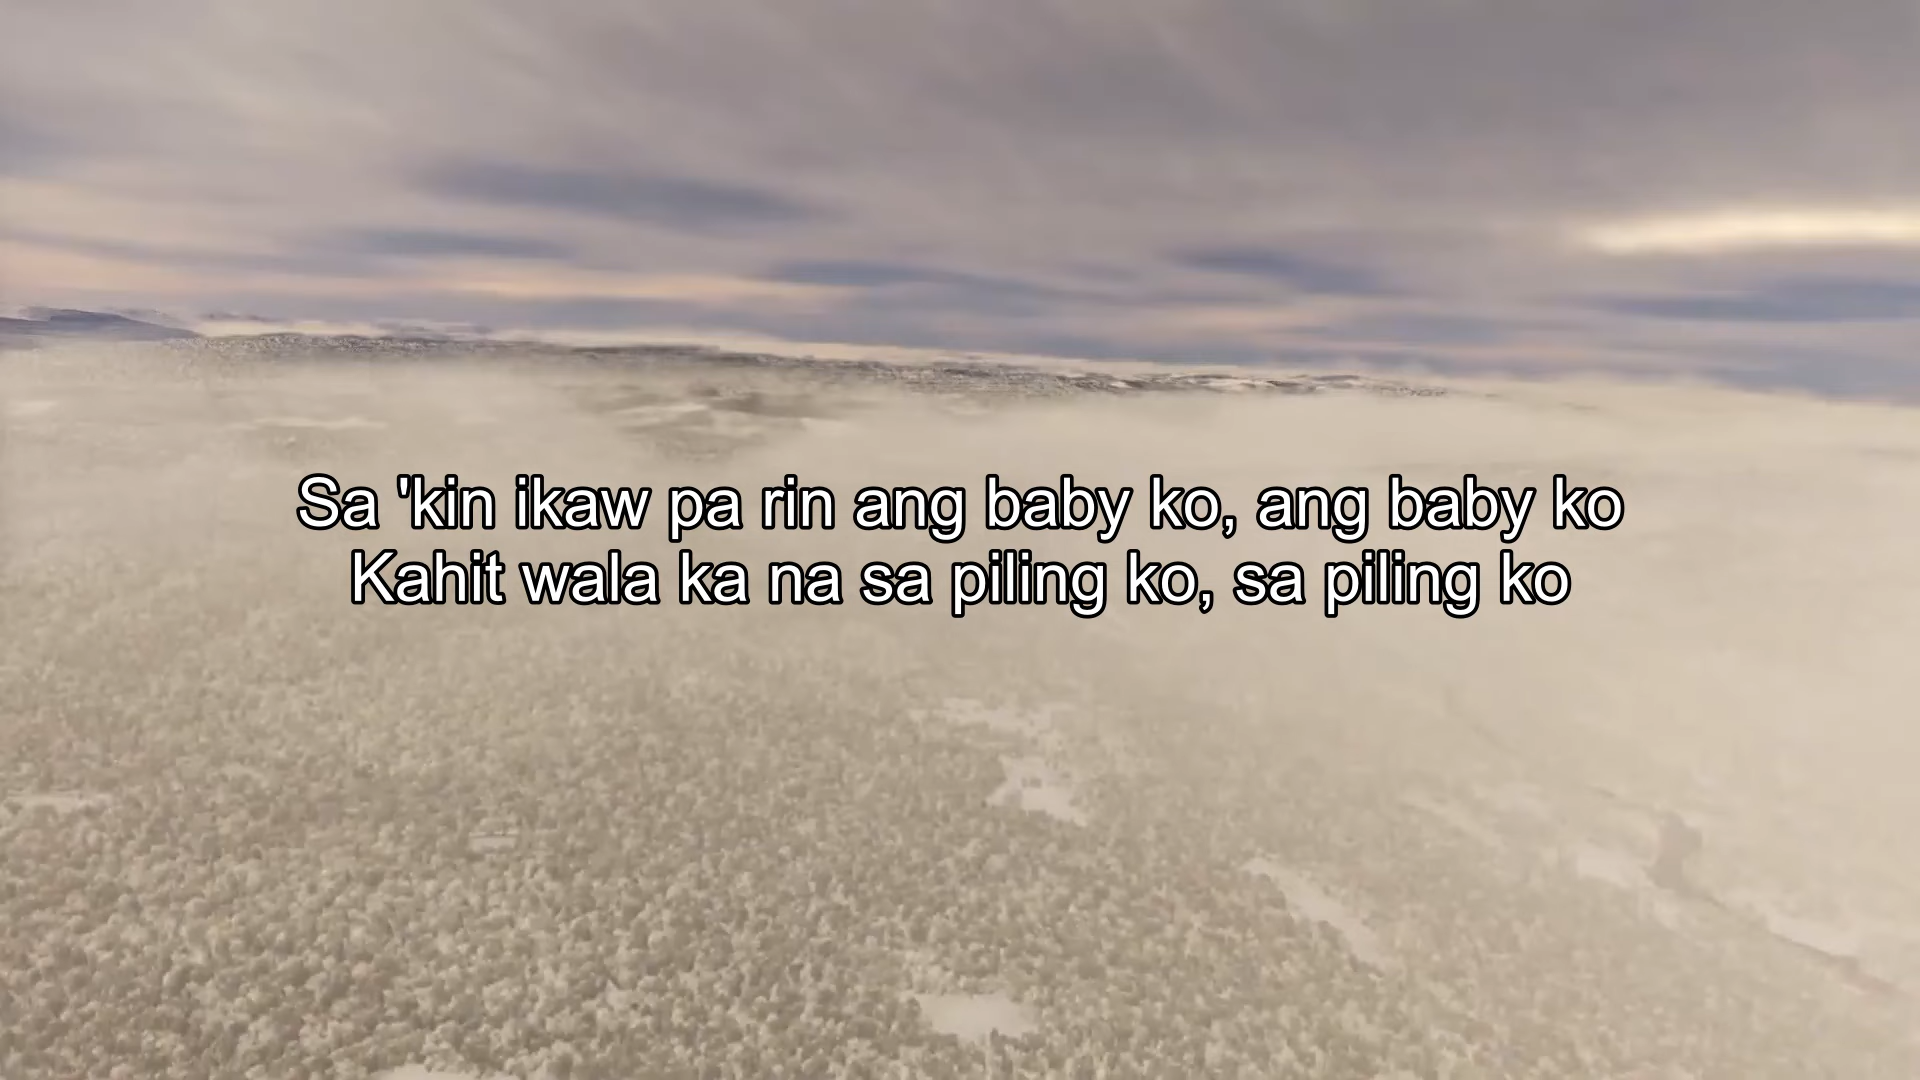 Sa 'kin ikaw pa rin ang baby ko, ang baby ko
Kahit wala ka na sa piling ko, sa piling ko